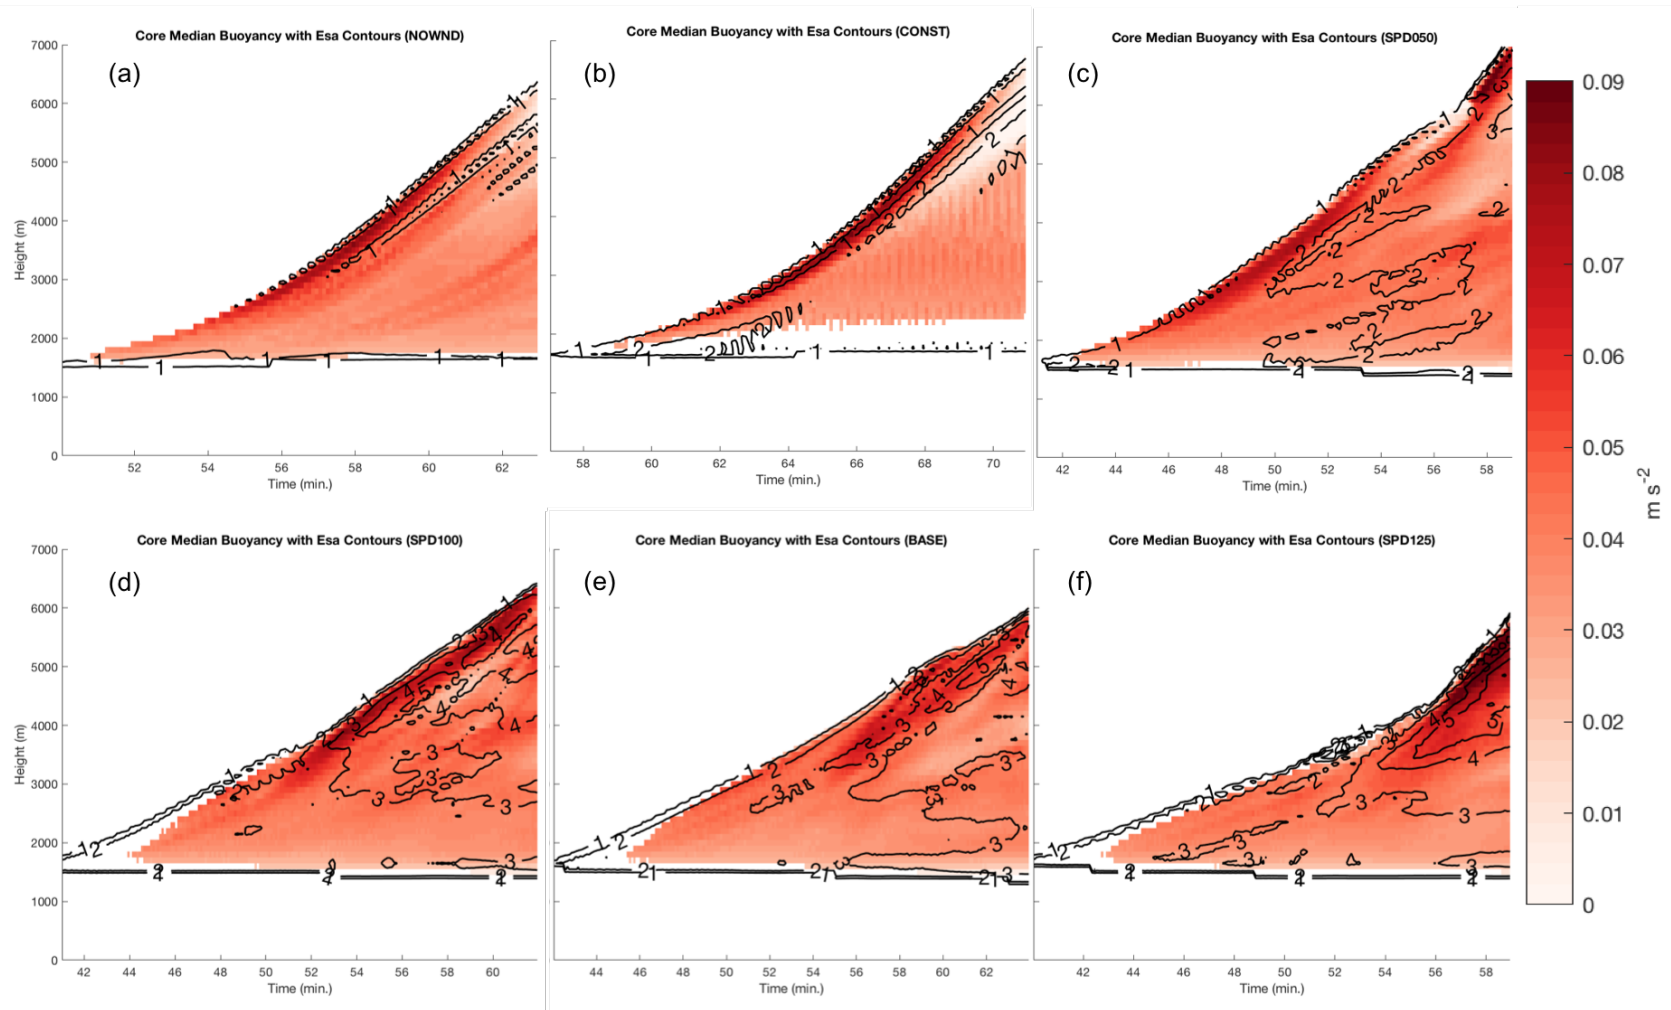 Core Median Buoyancy with Esa Contours (NOWND)
Core Median Buoyancy with Esa Contours (CONST)
Core Median Buoyancy with Esa Contours (SPD050)
(a)
(b)
(c)
7000
6000
5000
4000
3000
2000
1000
0
Height (m)
52 54 56 58 60 62
Time (min.)
58 60 62 64 66 68 70
Time (min.)
42 44 46 48 50 52 54 56 58
Time (min.)
Core Median Buoyancy with Esa Contours (SPD100)
Core Median Buoyancy with Esa Contours (BASE)
Core Median Buoyancy with Esa Contours (SPD125)
(d)
(e)
(f)
7000
6000
5000
4000
3000
2000
1000
0
Height (m)
42 44 46 48 50 52 54 56 58 60
Time (min.)
44 46 48 50 52 54 56 58 60 62
Time (min.)
42 44 46 48 50 52 54 56 58
Time (min.)
0.09
0.08
0.07
0.06
0.05
0.04
0.03
0.02
0.01
0
m s-2